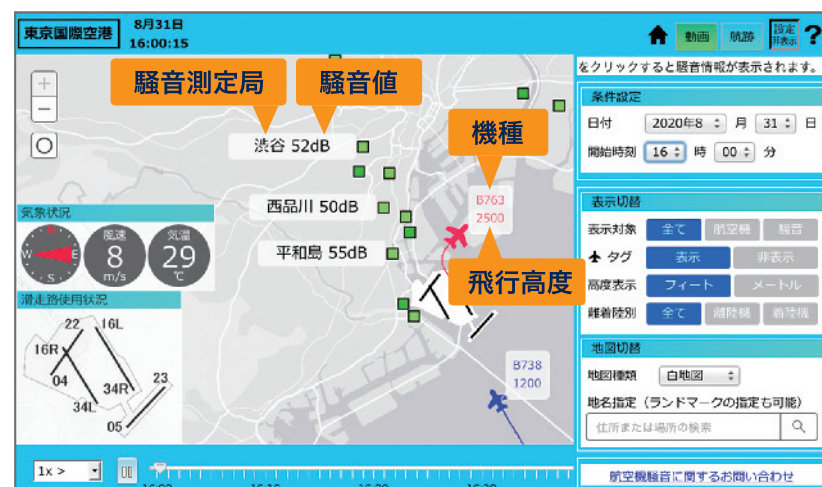 東京国際空港
8月31日
16:00:15
動画
航跡
設定
非表示
?
をクリックすると騒音情報が表示されます。
+
−
騒音測定局
騒音値
機種
飛行高度
渋谷 52dB
西品川 50dB
平和島 55dB
B763
2500
B738
1200
気象状況
N
W
E
S
風速
8
m/s
気温
29
℃
滑走路使用状況
22
16L
16R
04
34R
23
34L
05
条件設定
日付
2020年8
月
31
日
開始時刻
16
時
00
分
表示切替
表示対象
全て
航空機
騒音
タグ
表示
非表示
高度表示
フィート
メートル
離着陸別
全て
離陸機
着陸機
地図切替
地図種類
白地図
地名指定（ランドマークの指定も可能）
住所または場所の検索
1x >
航空機騒音に関するお問い合わせ